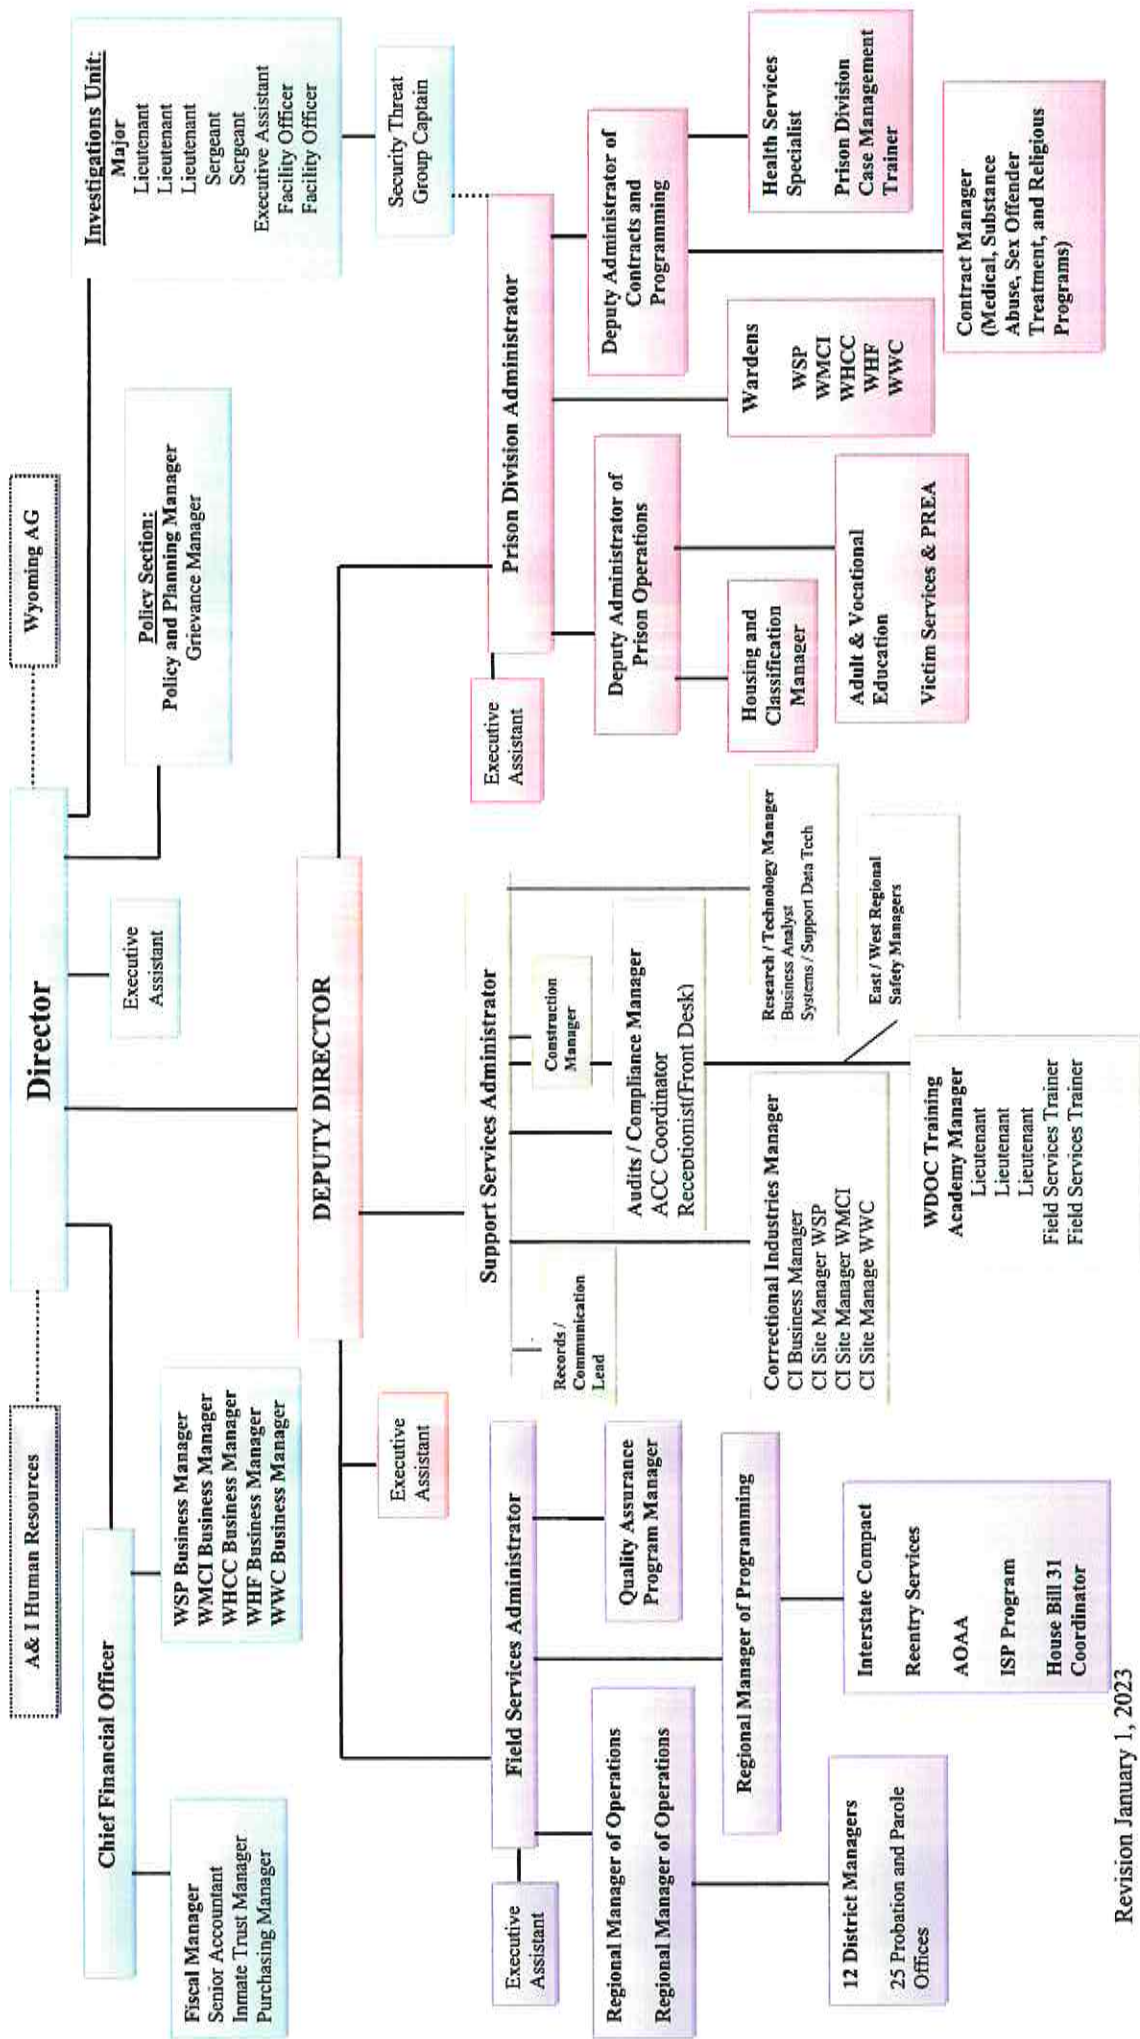 A& I Human Resources
Director
Wyoming AG
Investigations Unit:
Major
Lieutenant
Lieutenant
Lieutenant
Sergeant
Sergeant
Executive Assistant
Facility Officer
Facility Officer
Chief Financial Officer
Executive
Assistant
Policy Section:
Policy and Planning Manager
Grievance Manager
Fiscal Manager
Senior Accountant
Inmate Trust Manager
Purchasing Manager
WSP Business Manager
WMCI Business Manager
WHCC Business Manager
WHF Business Manager
WWC Business Manager
Security Threat
Group Captain
DEPUTY DIRECTOR
Executive
Assistant
Field Services Administrator
Support Services Administrator
Prison Division Administrator
Executive
Assistant
Executive
Assistant
Regional Manager of Operations
Regional Manager of Operations
Quality Assurance
Program Manager
Regional Manager of Programming
12 District Managers
25 Probation and Parole
Offices
Interstate Compact
Reentry Services
AOAA
ISP Program
House Bill 31
Coordinator
Records /
Communication
Lead
Construction
Manager
Audits / Compliance Manager
ACC Coordinator
Receptionist(Front Desk)
Correctional Industries Manager
CI Business Manager
CI Site Manager WSP
CI Site Manager WMCI
CI Site Manage WWC
Research / Technology Manager
Business Analyst
Systems / Support Data Tech
East / West Regional
Safety Managers
WDOC Training
Academy Manager
Lieutenant
Lieutenant
Lieutenant
Field Services Trainer
Field Services Trainer
Deputy Administrator of
Prison Operations
Housing and
Classification
Manager
Adult & Vocational
Education
Victim Services & PREA
Wardens
WSP
WMCI
WHCC
WHF
WWC
Deputy Administrator of
Contracts and
Programming
Health Services
Specialist
Prison Division
Case Management
Trainer
Contract Manager
(Medical, Substance
Abuse, Sex Offender
Treatment, and Religious
Programs)
Revision January 1, 2023